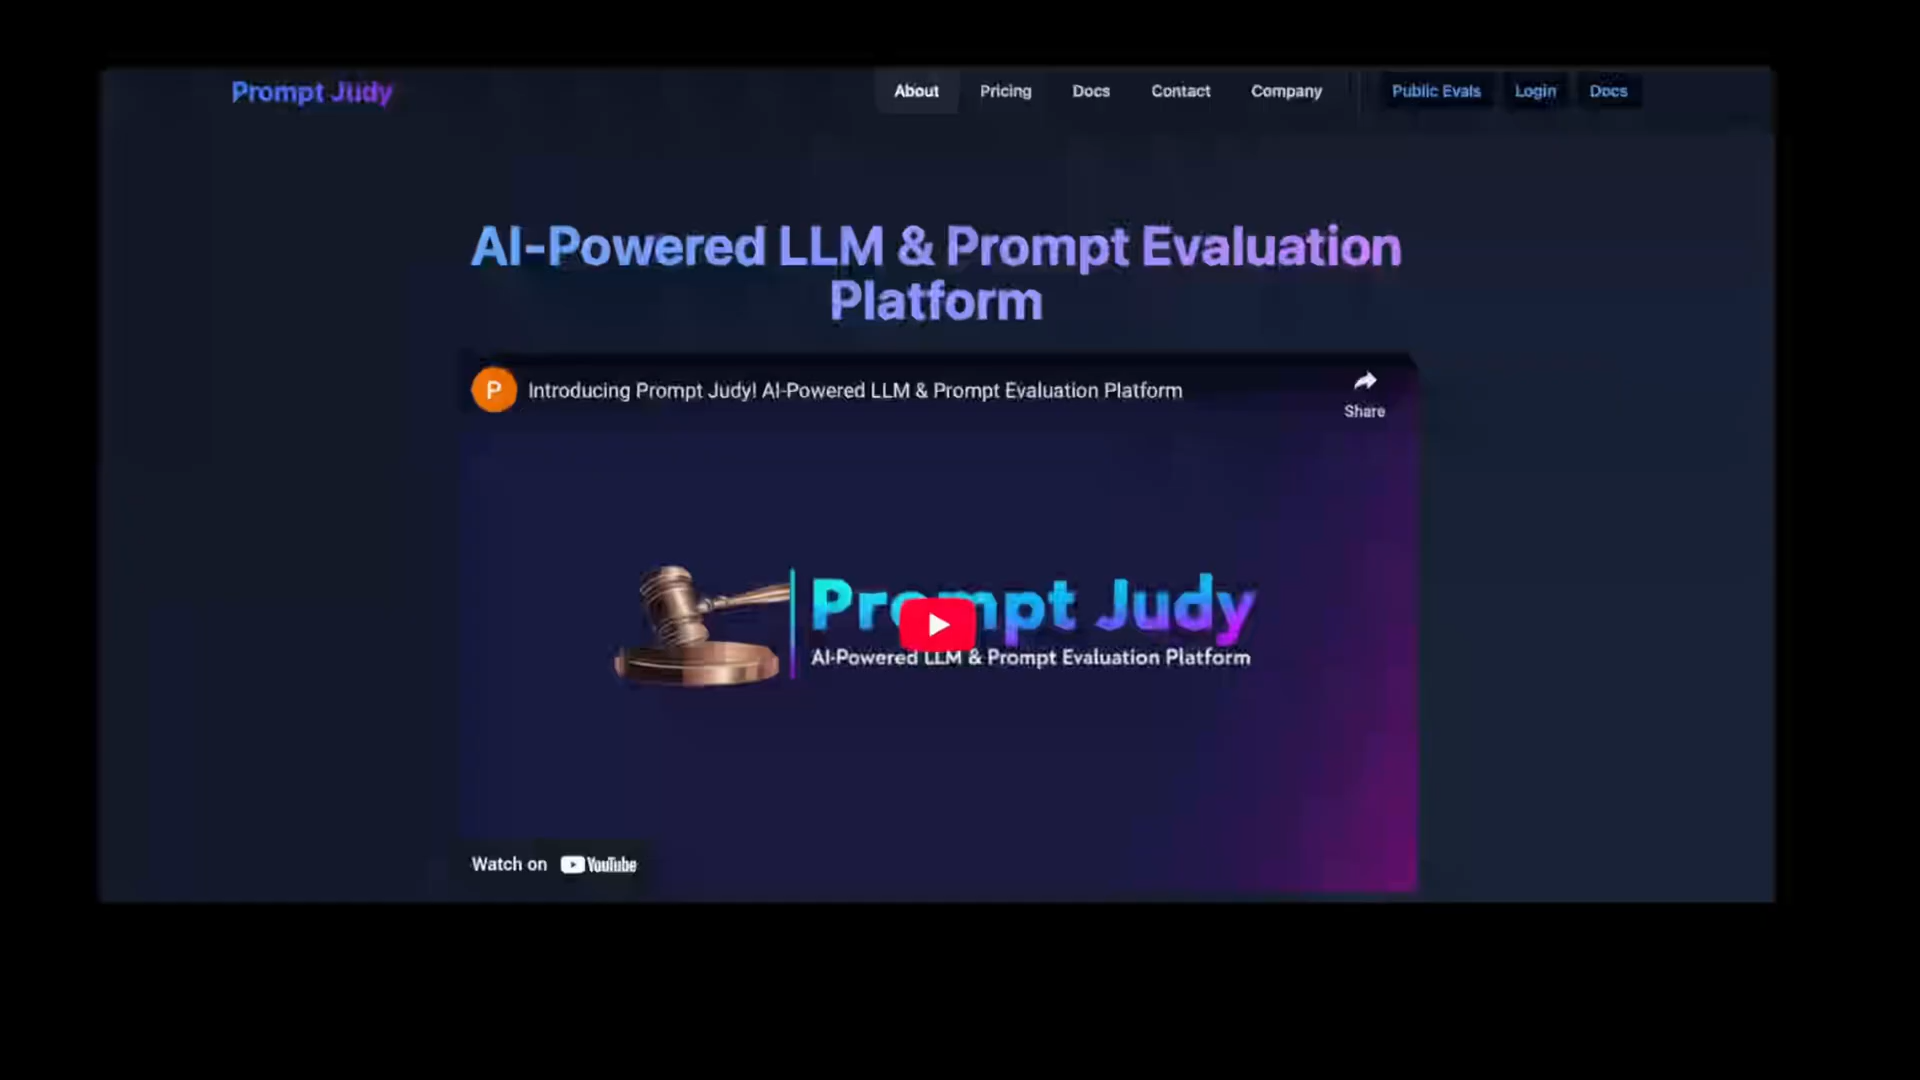 Prompt Judy
About Pricing Docs Contact Company Public Evals Login Docs
AI-Powered LLM & Prompt Evaluation
Platform
P Introducing Prompt Judy! AI-Powered LLM & Prompt Evaluation Platform
Share
Prompt Judy
AI-Powered LLM & Prompt Evaluation Platform
Watch on YouTube